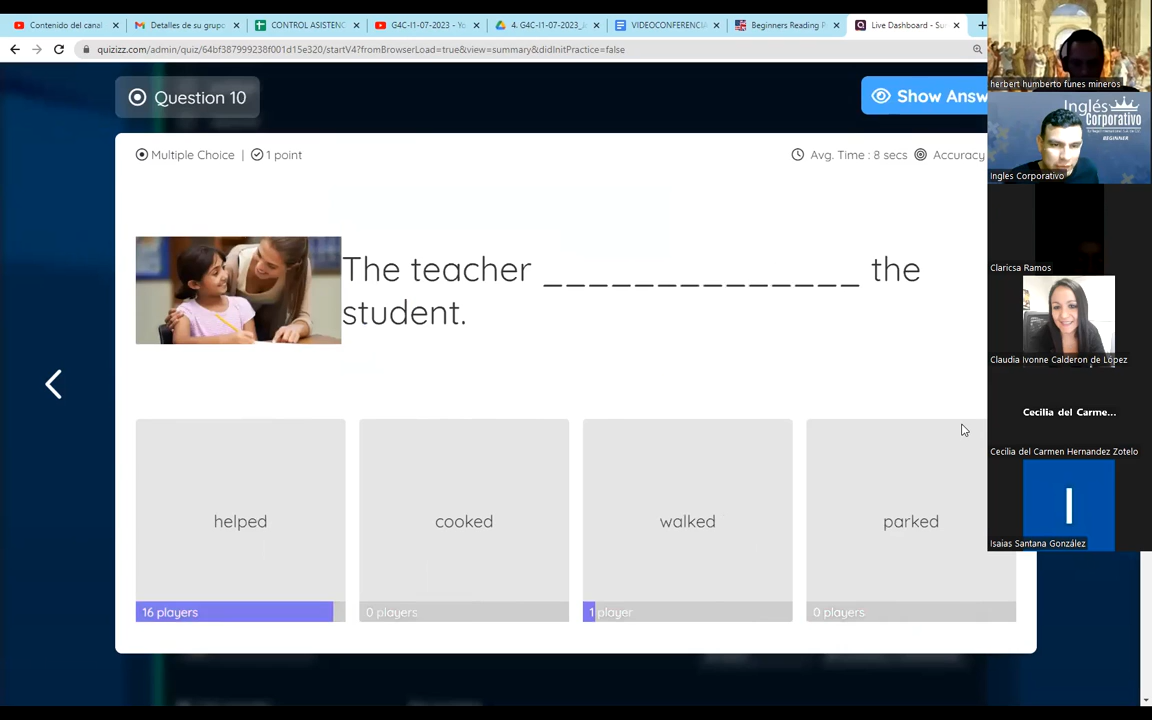 Contenido del cana
Detalles de su grupo
CONTROL ASISTENC
G4C-I1-07-2023 - Yo
4. G4C-I1-07-2023_I
VIDEOCONFERENCIA
Beginners Reading P
Live Dashboard - Su
quizizz.com/admin/quiz/64bf387999238f001d15e320/startV4?fromBrowserLoad=true&view=summary&didInitPractice=false
Question 10
Show Answ
Multiple Choice | 1 point
Avg. Time : 8 secs
Accuracy
The teacher ______________ the
student.
helped
cooked
walked
parked
16 players
0 players
1 player
0 players
herbert humberto funes mineros
Inglés
Corporativo
BEGINNER
Ingles Corporativo
Claricsa Ramos
Claudia Ivonne Calderon de Lopez
Cecilia del Carme...
Cecilia del Carmen Hernandez Zotelo
I
Isaias Santana González